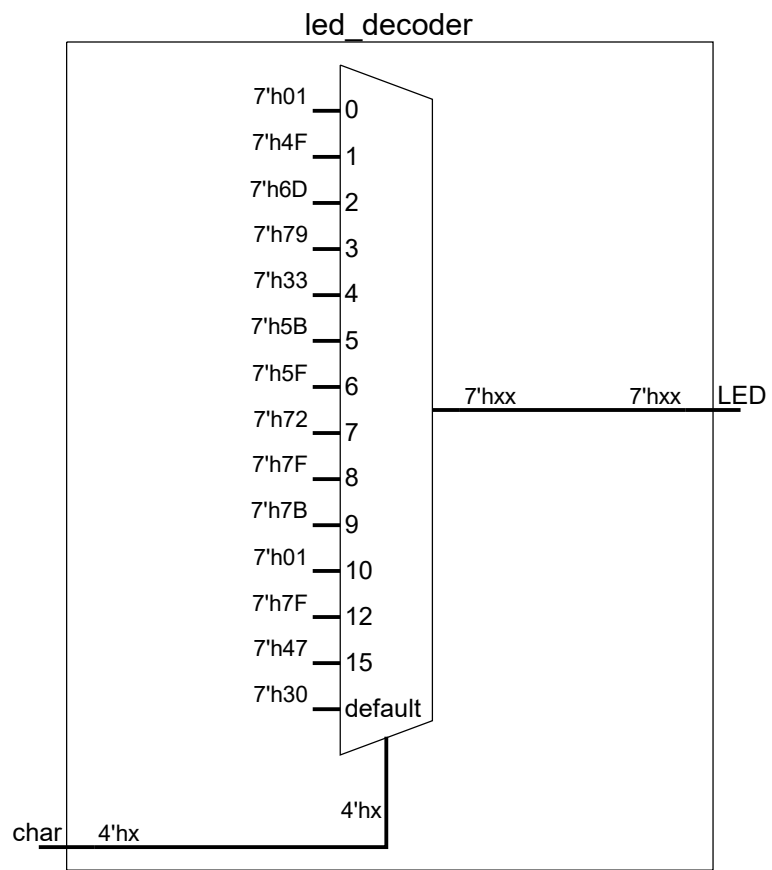 led_decoder
7'h01 0
7'h4F 1
7'h6D 2
7'h79 3
7'h33 4
7'h5B 5
7'h5F 6
7'hxx 7'hxx LED
7'h72 7
7'h7F 8
7'h7B 9
7'h01 10
7'h7F 12
7'h47 15
7'h30 default
4'hx
char 4'hx